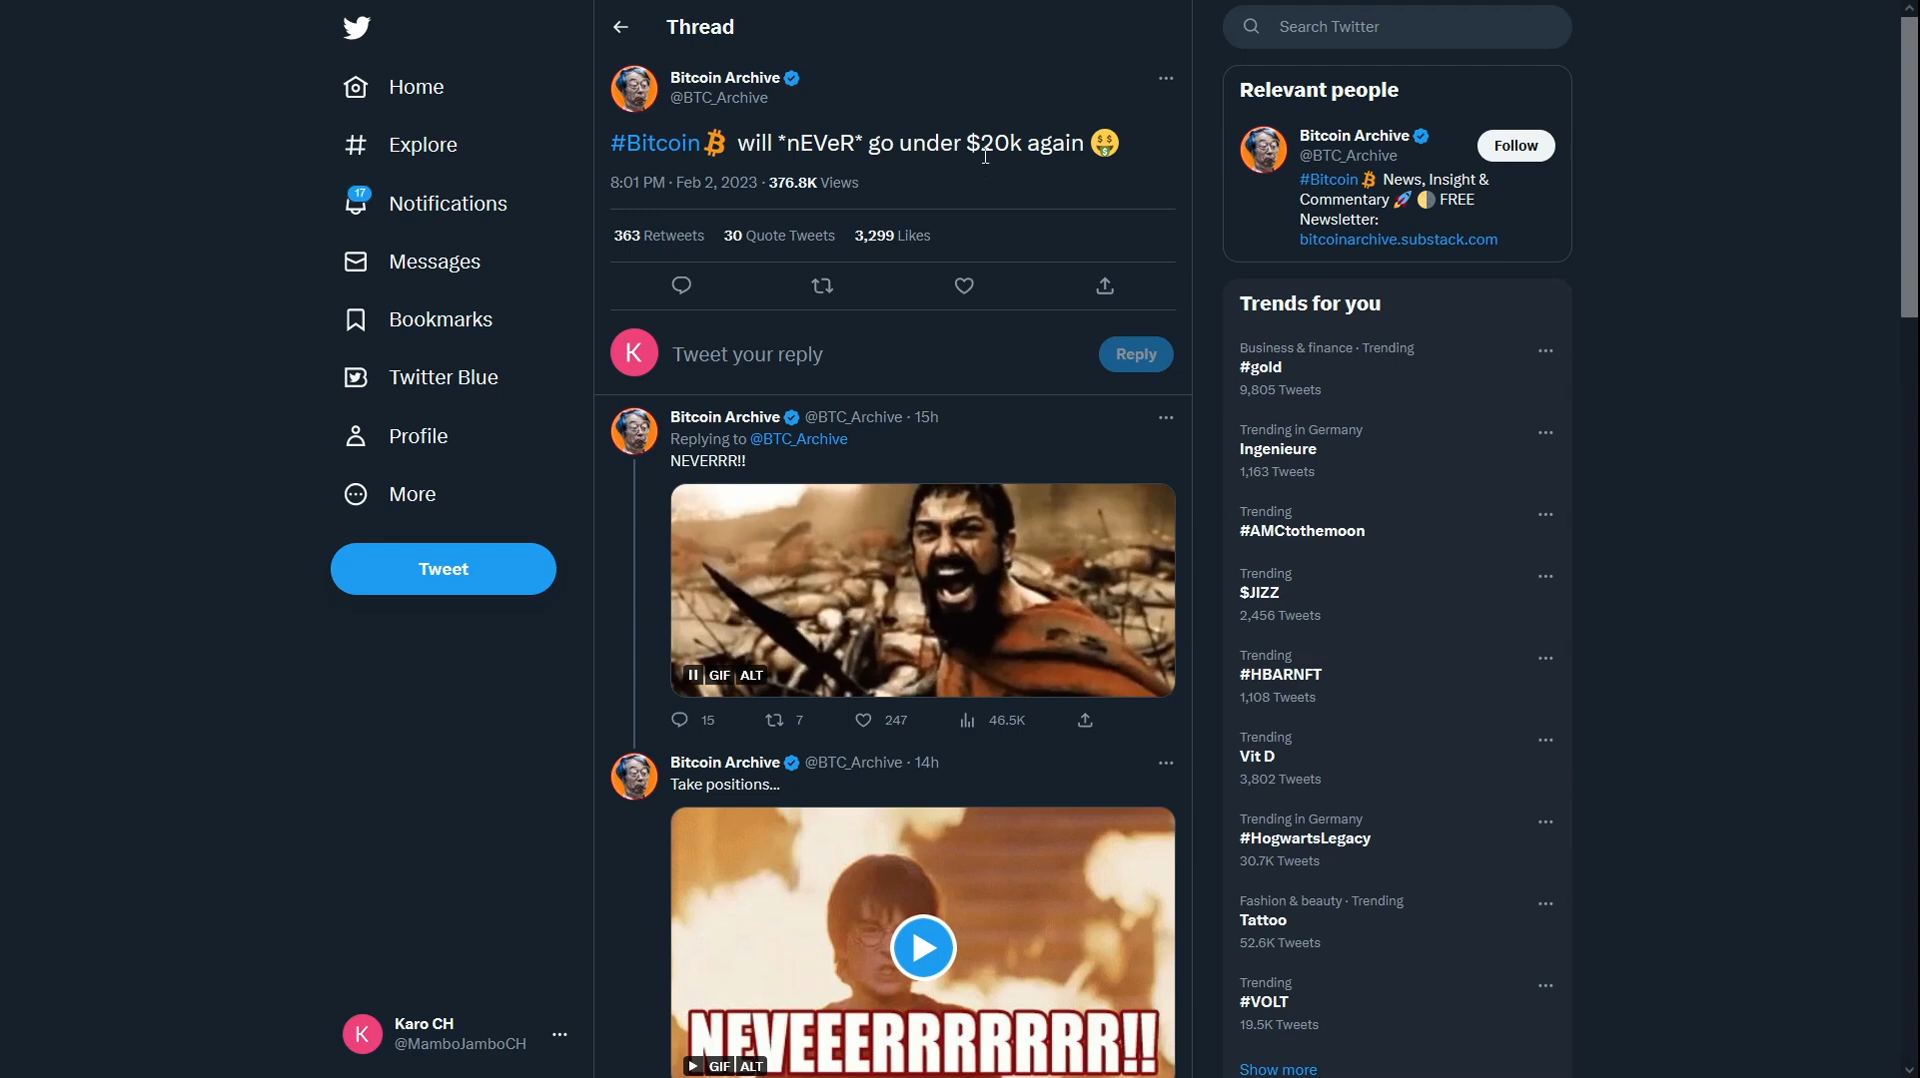 Home
Explore
17
Notifications
Messages
Bookmarks
Twitter Blue
Profile
More
Tweet
K
Karo CH
@MamboJamboCH
Thread
Bitcoin Archive
@BTC_Archive
#Bitcoin will *nEVeR* go under $20k again 🤑
8:01 PM · Feb 2, 2023 · 376.8K Views
363 Retweets 30 Quote Tweets 3,299 Likes
K
Tweet your reply
Reply
Bitcoin Archive @BTC_Archive · 15h
Replying to @BTC_Archive
NEVERRR!!
GIF ALT
15 7 247 46.5K
Bitcoin Archive @BTC_Archive · 14h
Take positions...
NEVEEERRRRRRRR!!
GIF ALT
Search Twitter
Relevant people
Bitcoin Archive
@BTC_Archive
Follow
#Bitcoin News, Insight &
Commentary 🚀 🌗 FREE
Newsletter:
bitcoinarchive.substack.com
Trends for you
Business & finance · Trending
#gold
9,805 Tweets
Trending in Germany
Ingenieure
1,163 Tweets
Trending
#AMCtothemoon
Trending
$JIZZ
2,456 Tweets
Trending
#HBARNFT
1,108 Tweets
Trending
Vit D
3,802 Tweets
Trending in Germany
#HogwartsLegacy
30.7K Tweets
Fashion & beauty · Trending
Tattoo
52.6K Tweets
Trending
#VOLT
19.5K Tweets
Show more